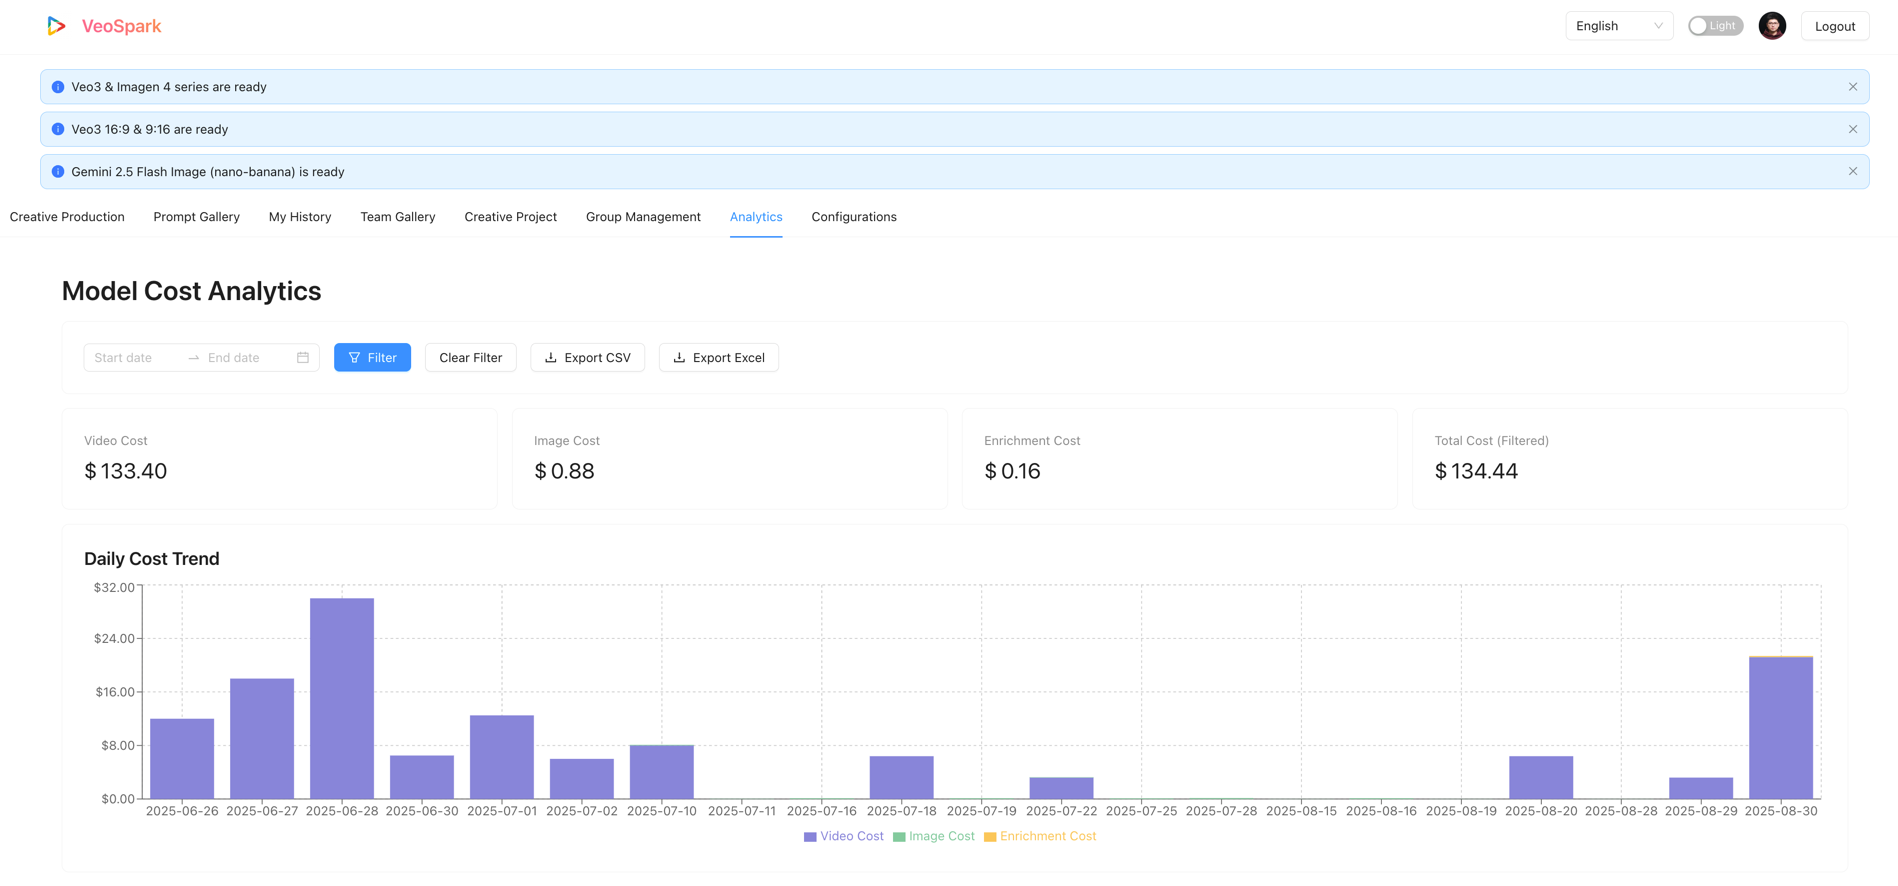 VeoSpark
English
Light
Logout
Veo3 & Imagen 4 series are ready
Veo3 16:9 & 9:16 are ready
Gemini 2.5 Flash Image (nano-banana) is ready
Creative Production Prompt Gallery My History Team Gallery Creative Project Group Management Analytics Configurations
Model Cost Analytics
Start date → End date Filter Clear Filter Export CSV Export Excel
Video Cost
$ 133.40
Image Cost
$ 0.88
Enrichment Cost
$ 0.16
Total Cost (Filtered)
$ 134.44
Daily Cost Trend
$32.00
$24.00
$16.00
$8.00
$0.00
2025-06-26 2025-06-27 2025-06-28 2025-06-30 2025-07-01 2025-07-02 2025-07-10 2025-07-11 2025-07-16 2025-07-18 2025-07-19 2025-07-22 2025-07-25 2025-07-28 2025-08-15 2025-08-16 2025-08-19 2025-08-20 2025-08-28 2025-08-29 2025-08-30
Video Cost Image Cost Enrichment Cost